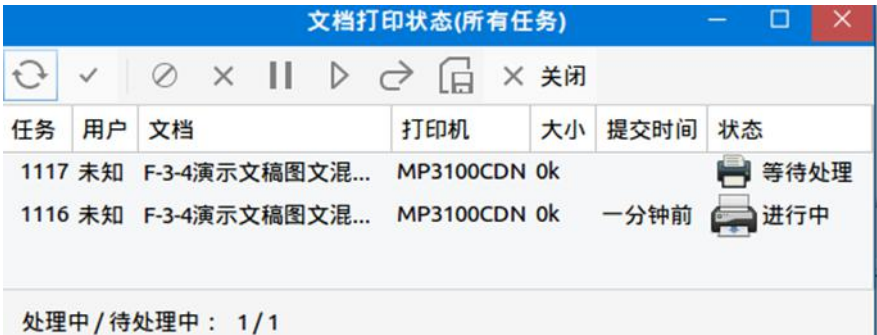 文档打印状态(所有任务)
关闭
任务 用户 文档 打印机 大小 提交时间 状态
1117 未知 F-3-4演示文稿图文混... MP3100CDN 0k 等待处理
1116 未知 F-3-4演示文稿图文混... MP3100CDN 0k 一分钟前 进行中
处理中 / 待处理中： 1 / 1